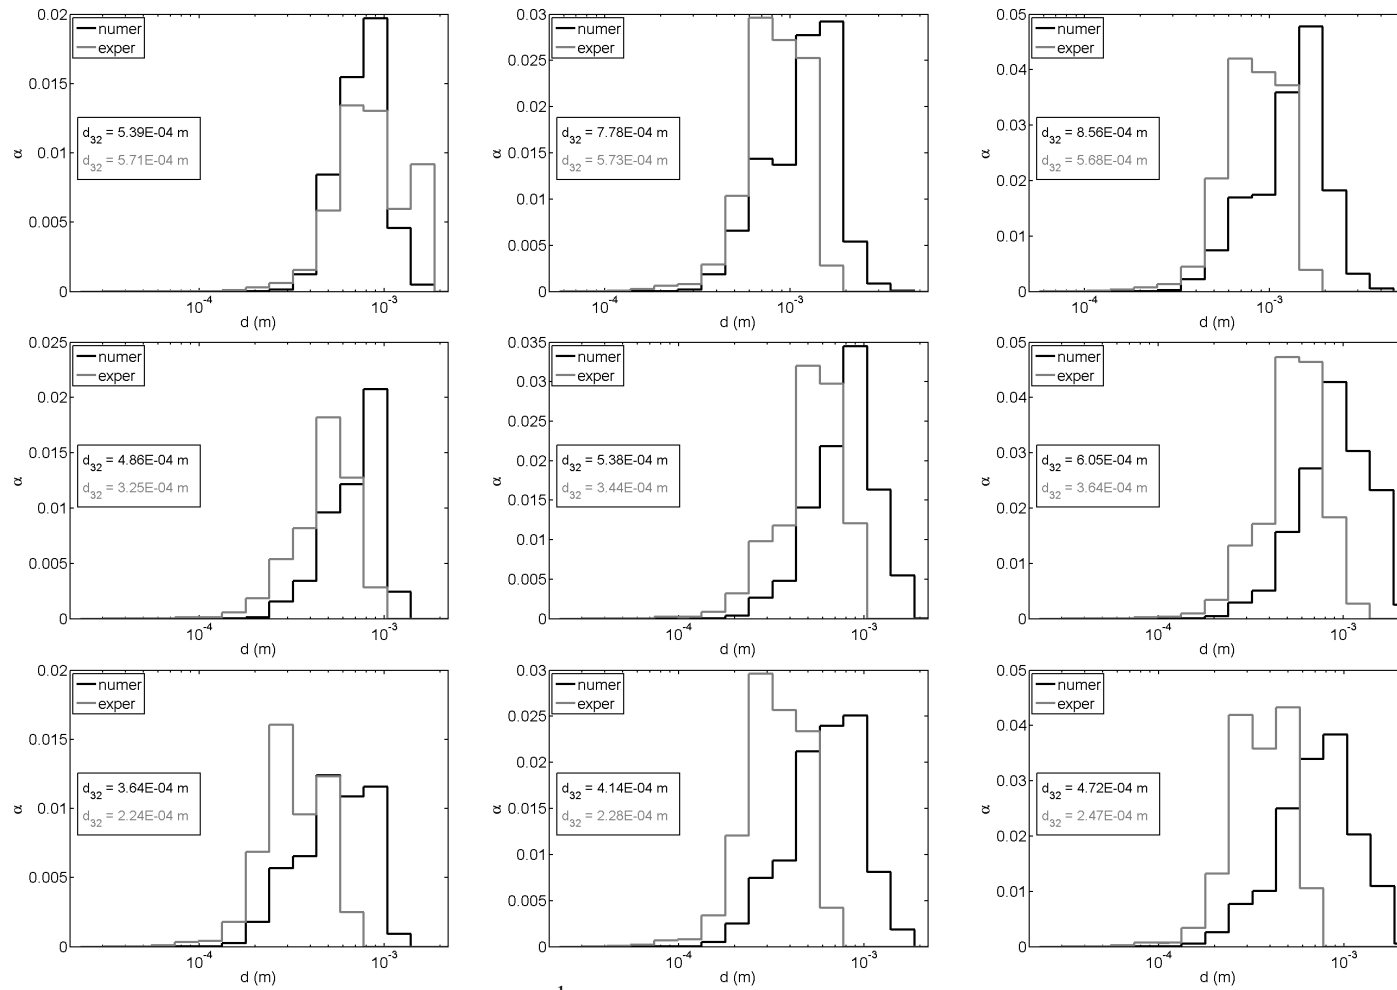 numer
exper
d32 = 5.39E-04 m
d32 = 5.71E-04 m
0.02
0.015
0.01
0.005
0
α
10-4
10-3
d (m)
numer
exper
d32 = 7.78E-04 m
d32 = 5.73E-04 m
0.03
0.025
0.02
0.015
0.01
0.005
0
α
10-4
10-3
d (m)
numer
exper
d32 = 8.56E-04 m
d32 = 5.68E-04 m
0.05
0.04
0.03
0.02
0.01
0
α
10-4
10-3
d (m)
numer
exper
d32 = 4.86E-04 m
d32 = 3.25E-04 m
0.025
0.02
0.015
0.01
0.005
0
α
10-4
10-3
d (m)
numer
exper
d32 = 5.38E-04 m
d32 = 3.44E-04 m
0.035
0.03
0.025
0.02
0.015
0.01
0.005
0
α
10-4
10-3
d (m)
numer
exper
d32 = 6.05E-04 m
d32 = 3.64E-04 m
0.05
0.04
0.03
0.02
0.01
0
α
10-4
10-3
d (m)
numer
exper
d32 = 3.64E-04 m
d32 = 2.24E-04 m
0.02
0.015
0.01
0.005
0
α
10-4
10-3
d (m)
numer
exper
d32 = 4.14E-04 m
d32 = 2.28E-04 m
0.03
0.025
0.02
0.015
0.01
0.005
0
α
10-4
10-3
d (m)
numer
exper
d32 = 4.72E-04 m
d32 = 2.47E-04 m
0.05
0.04
0.03
0.02
0.01
0
α
10-4
10-3
d (m)